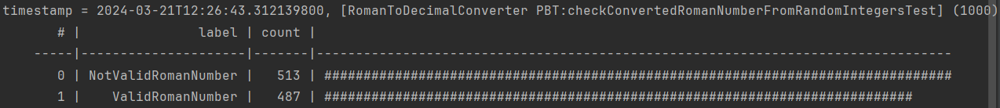 timestamp = 2024-03-21T12:26:43.312139800, [RomanToDecimalConverter PBT:checkConvertedRomanNumberFromRandomIntegersTest] (1000)
# | label | count |
-----|---------------------|-------|---------------------------------------------------------------------------------
0 | NotValidRomanNumber | 513 | ################################################################################
1 | ValidRomanNumber | 487 | ###########################################################################